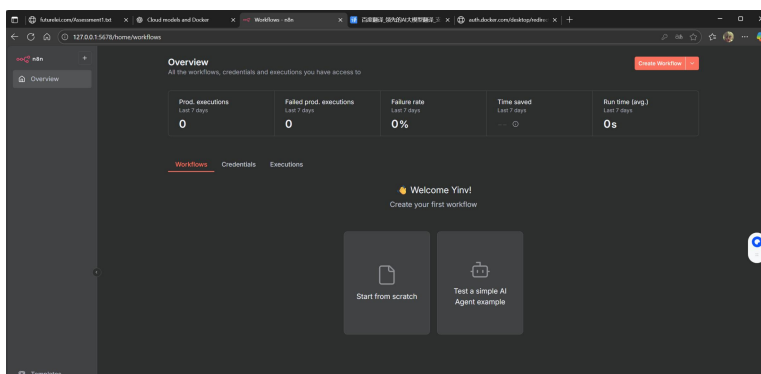 futurelei.com/Assessment1.txt
Cloud models and Docker
Workflows - n8n
auth.docker.com/desktop/redirec
127.0.0.1:5678/home/workflows
n8n
Overview
Overview
All the workflows, credentials and executions you have access to
Create Workflow
Prod. executions
Last 7 days
0
Failed prod. executions
Last 7 days
0
Failure rate
Last 7 days
0%
Time saved
Last 7 days
Run time (avg.)
Last 7 days
0s
Workflows Credentials Executions
👋 Welcome Yinv!
Create your first workflow
Start from scratch
Test a simple AI
Agent example
Templates